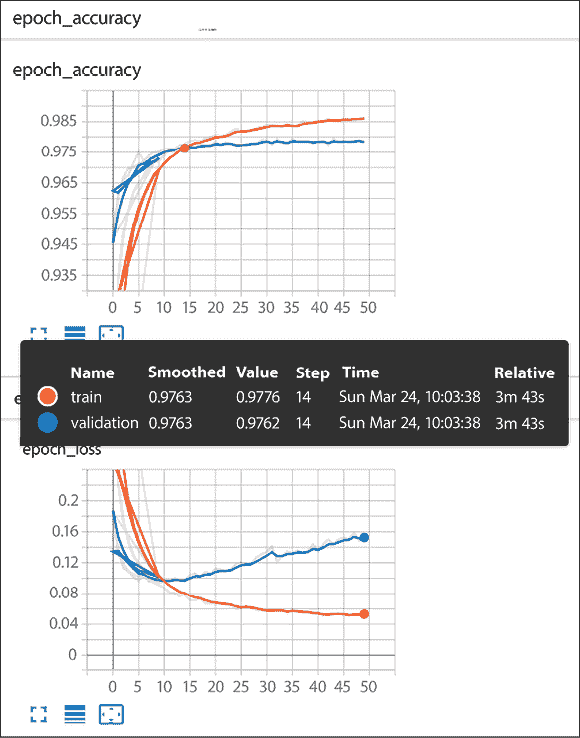 epoch_accuracy
epoch_accuracy
0.985
0.975
0.965
0.955
0.945
0.935
0 5 10 15 20 25 30 35 40 45 50
Name Smoothed Value Step Time Relative
train 0.9763 0.9776 14 Sun Mar 24, 10:03:38 3m 43s
validation 0.9763 0.9762 14 Sun Mar 24, 10:03:38 3m 43s
epoch_loss
0.2
0.16
0.12
0.08
0.04
0
0 5 10 15 20 25 30 35 40 45 50